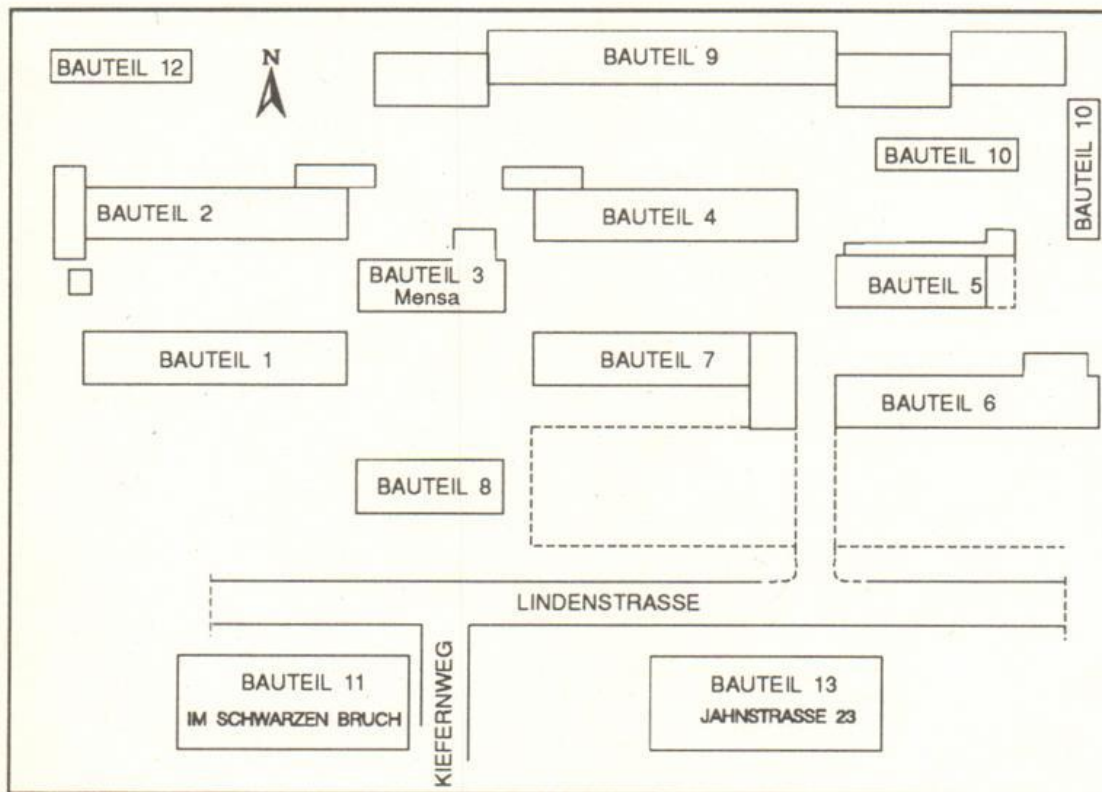 N
BAUTEIL 12
BAUTEIL 9
BAUTEIL 10
BAUTEIL 10
BAUTEIL 2
BAUTEIL 4
BAUTEIL 3
Mensa
BAUTEIL 5
BAUTEIL 1
BAUTEIL 7
BAUTEIL 6
BAUTEIL 8
LINDENSTRASSE
KIEFERNWEG
BAUTEIL 11
IM SCHWARZEN BRUCH
BAUTEIL 13
JAHNSTRASSE 23